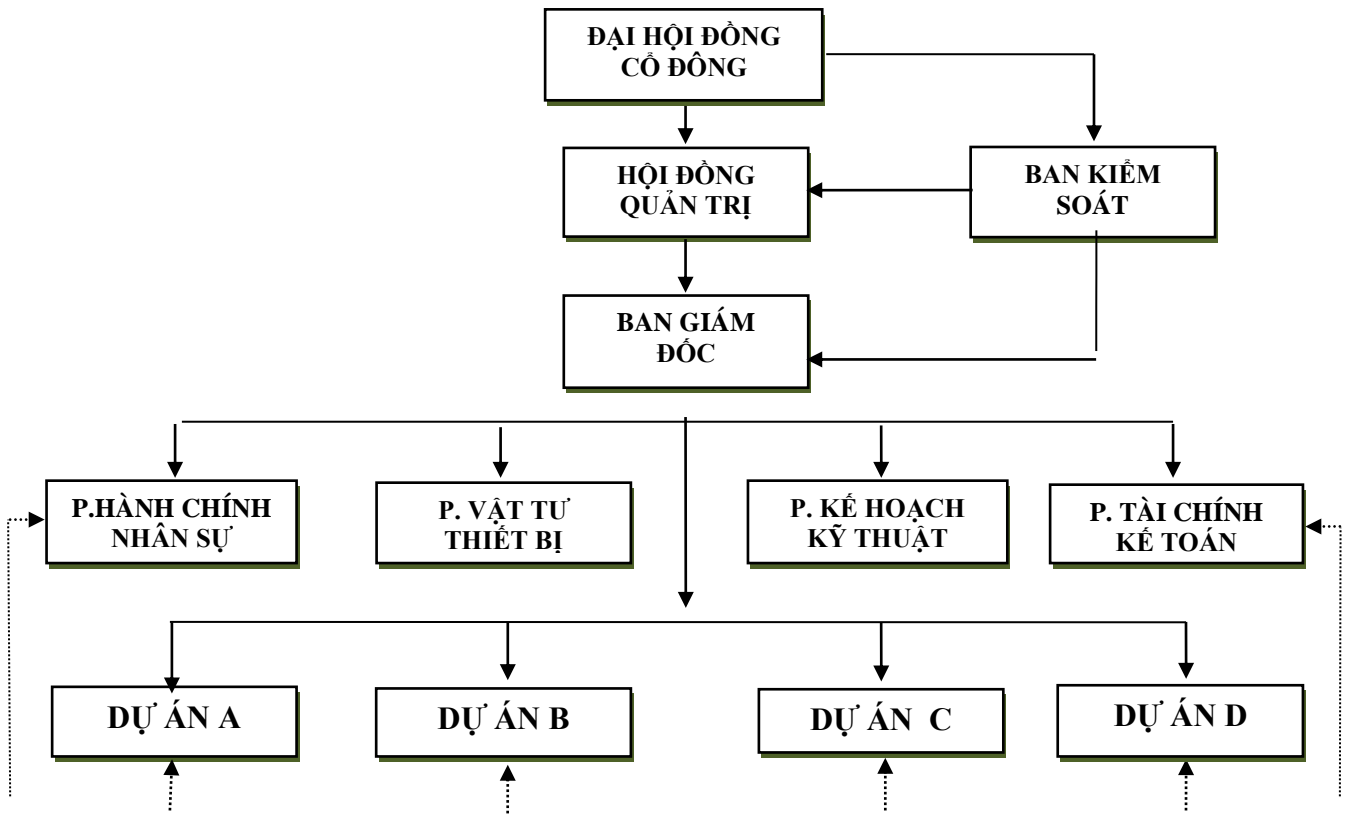 ĐẠI HỘI ĐỒNG
CỔ ĐÔNG
HỘI ĐỒNG
QUẢN TRỊ
BAN KIỂM
SOÁT
BAN GIÁM
ĐỐC
P.HÀNH CHÍNH
NHÂN SỰ
P. VẬT TƯ
THIẾT BỊ
P. KẾ HOẠCH
KỸ THUẬT
P. TÀI CHÍNH
KẾ TOÁN
DỰ ÁN A
DỰ ÁN B
DỰ ÁN C
DỰ ÁN D